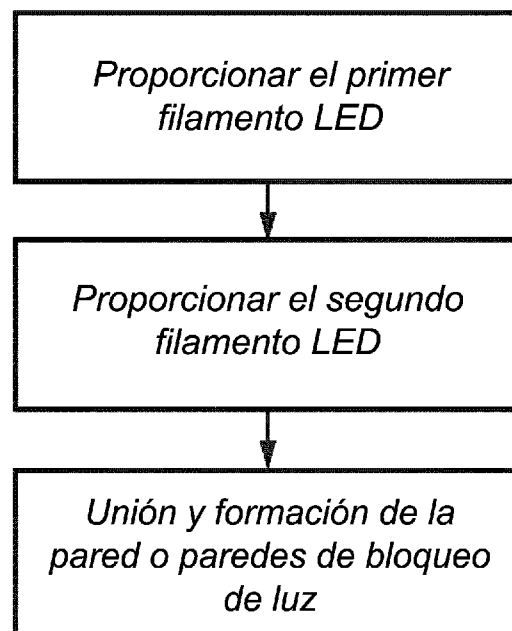 Proporcionar el primer
filamento LED
Proporcionar el segundo
filamento LED
Unión y formación de la
pared o paredes de bloqueo
de luz